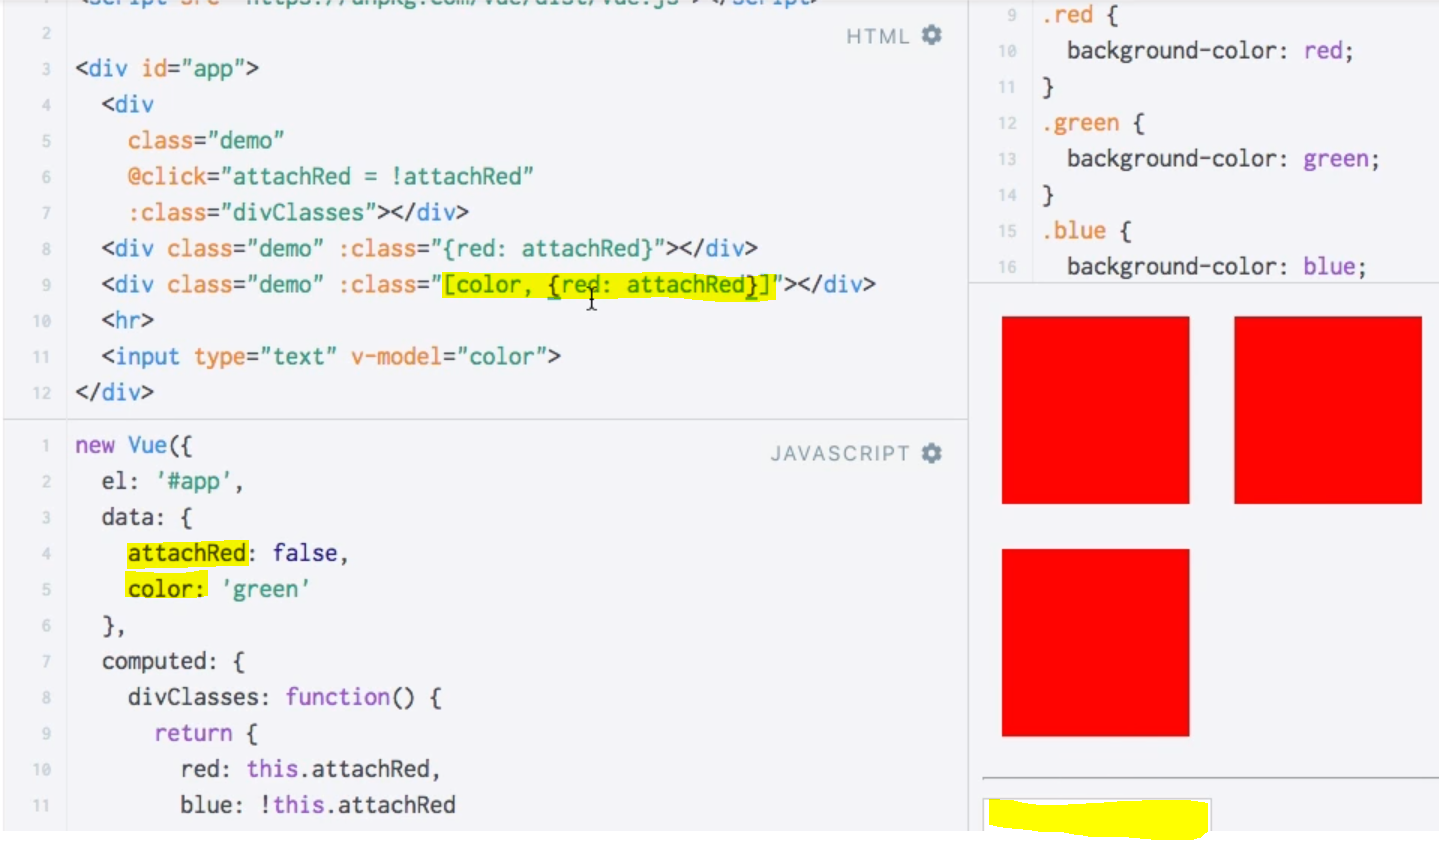 2
HTML
3 <div id="app">
4 <div
5 class="demo"
6 @click="attachRed = !attachRed"
7 :class="divClasses"></div>
8 <div class="demo" :class="{red: attachRed}"></div>
9 <div class="demo" :class="[color, {red: attachRed}]"></div>
10 <hr>
11 <input type="text" v-model="color">
12 </div>
1 new Vue({
JAVASCRIPT
2 el: '#app',
3 data: {
4 attachRed: false,
5 color: 'green'
6 },
7 computed: {
8 divClasses: function() {
9 return {
10 red: this.attachRed,
11 blue: !this.attachRed
9 .red {
10 background-color: red;
11 }
12 .green {
13 background-color: green;
14 }
15 .blue {
16 background-color: blue;